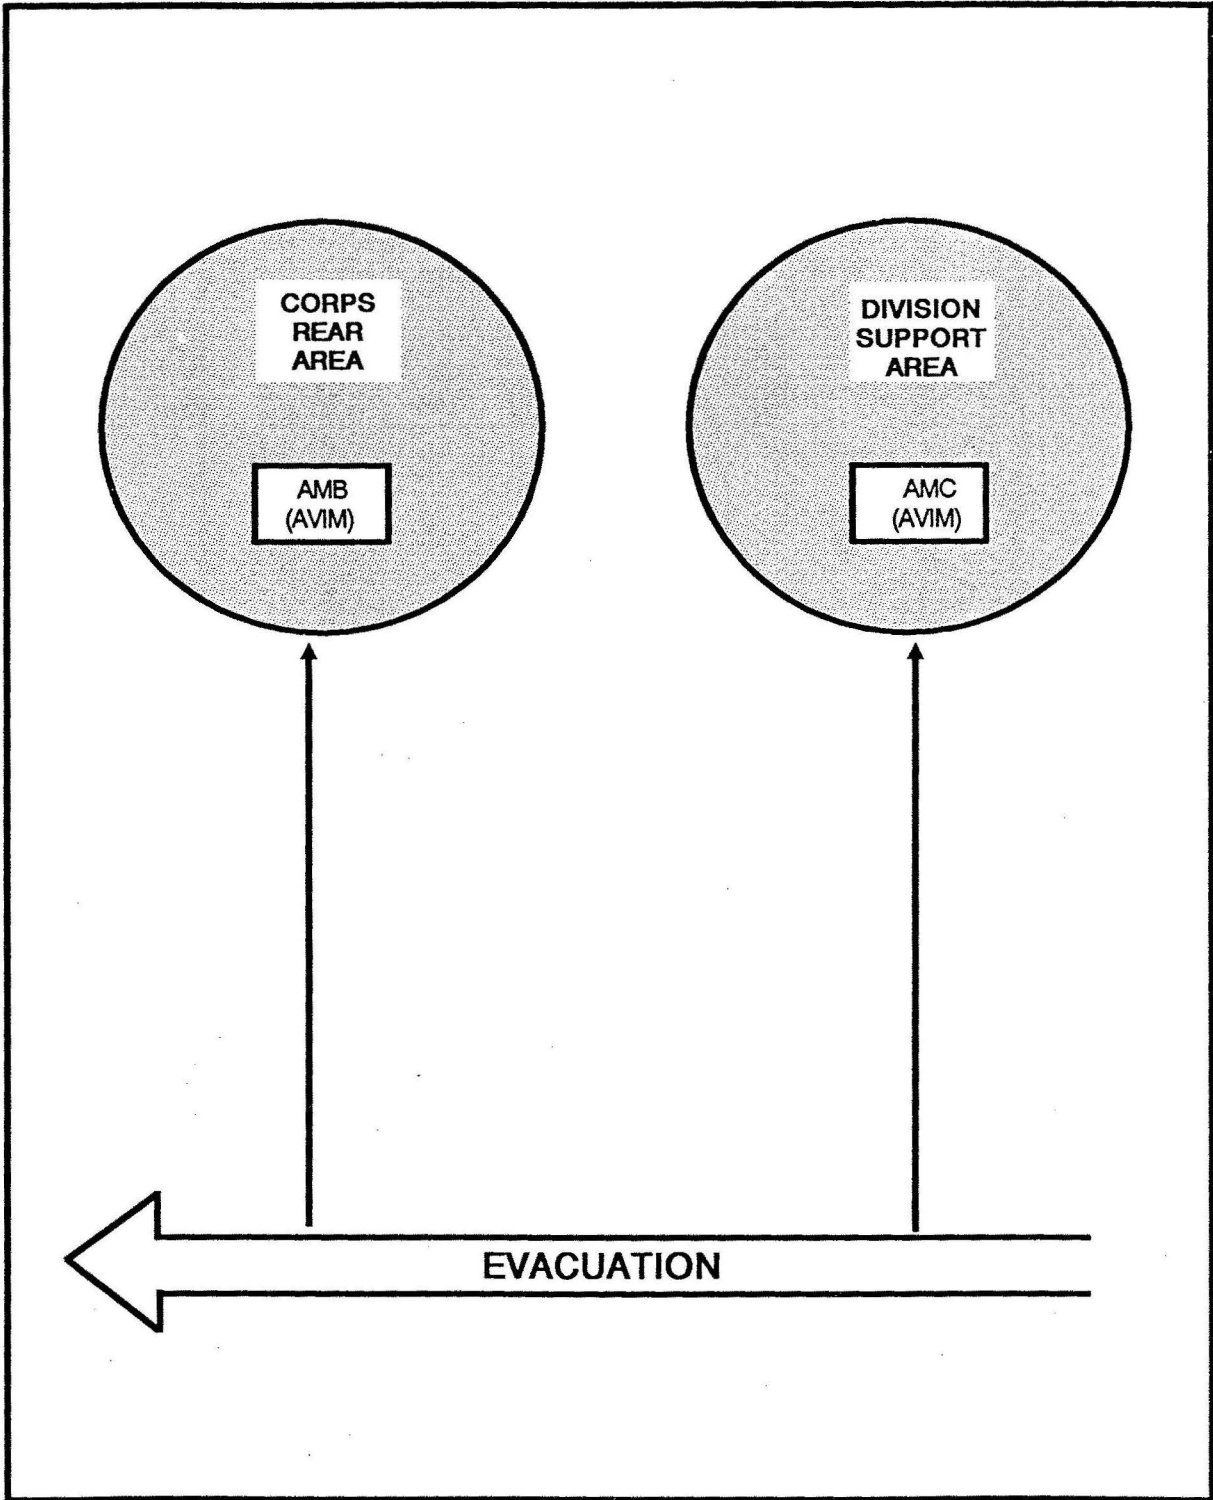 CORPS
REAR
AREA
AMB
(AVIM)
DIVISION
SUPPORT
AREA
AMC
(AVIM)
EVACUATION